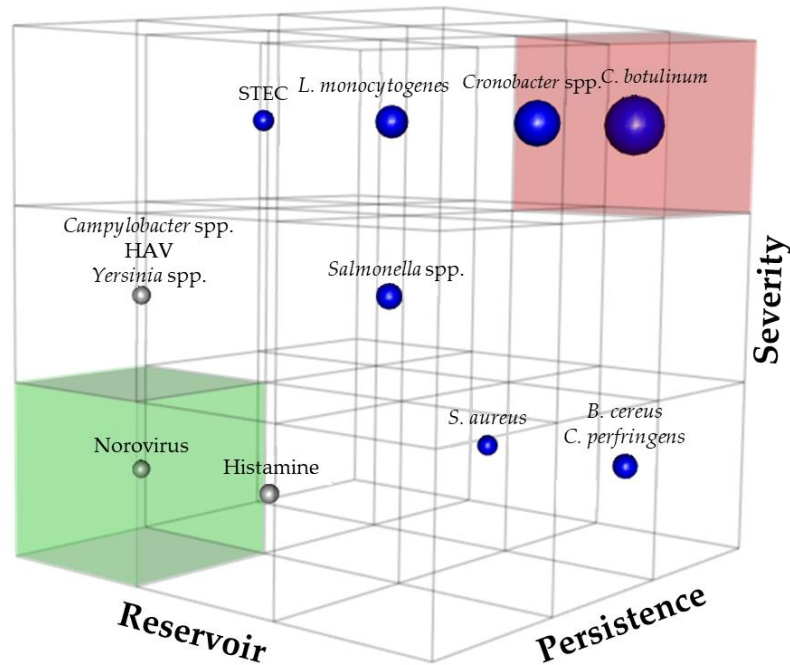 STEC
L. monocytogenes
Cronobacter spp.
C. botulinum
Campylobacter spp.
HAV
Yersinia spp.
Salmonella spp.
Severity
Norovirus
Histamine
S. aureus
B. cereus
C. perfringens
Reservoir
Persistence